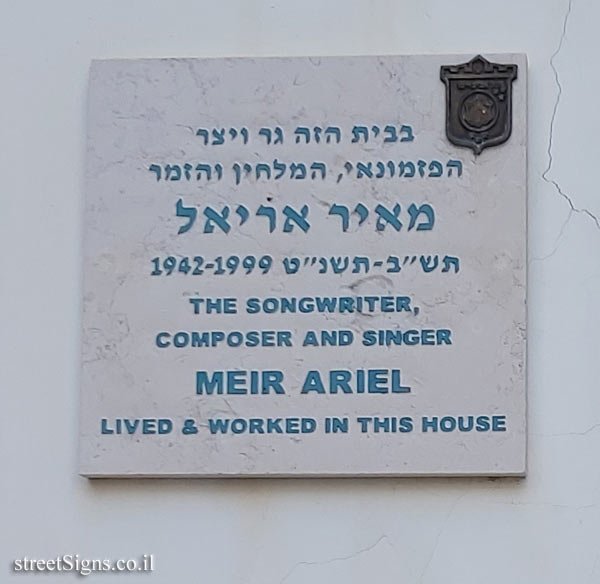 בבית הזה גר ויצר
הפזמונאי, המלחין והזמר
מאיר אריאל
תש״ב-תשנ״ט 1942-1999
THE SONGWRITER,
COMPOSER AND SINGER
MEIR ARIEL
LIVED & WORKED IN THIS HOUSE
streetSigns.co.il